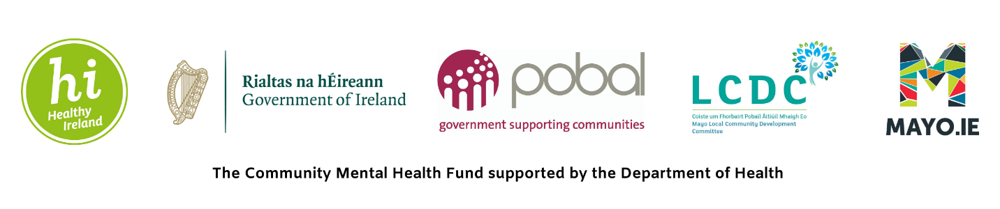 hi
Healthy
Ireland
Rialtas na hÉireann
Government of Ireland
pobal
government supporting communities
LCDC
Coiste um Fhorbairt Pobail Áitiúil Mhaigh Eo
Mayo Local Community Development
Committee
M
MAYO.IE
The Community Mental Health Fund supported by the Department of Health